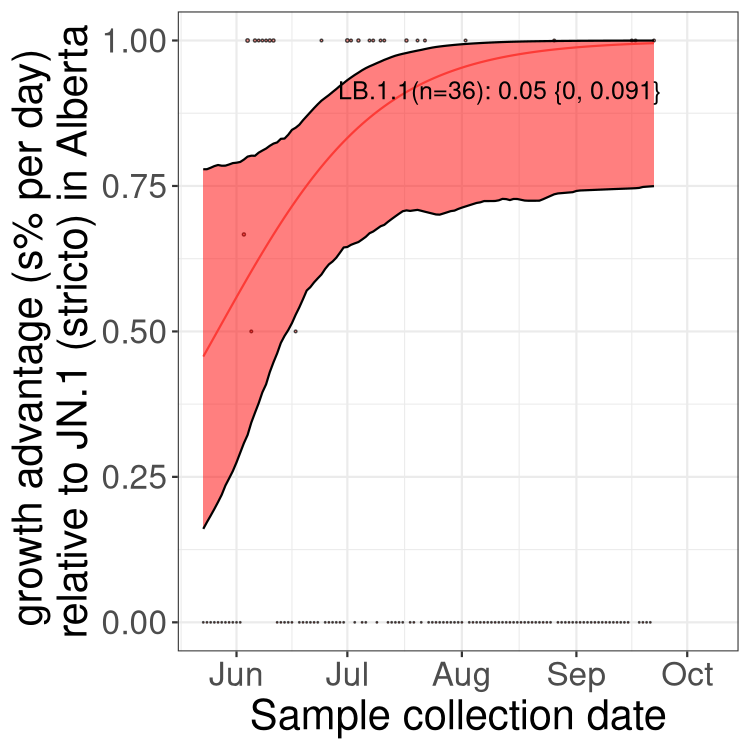 growth advantage (s% per day)
relative to JN.1 (stricto) in Alberta
1.00
0.75
0.50
0.25
0.00
LB.1.1(n=36): 0.05 {0, 0.091}
Jun Jul Aug Sep Oct
Sample collection date